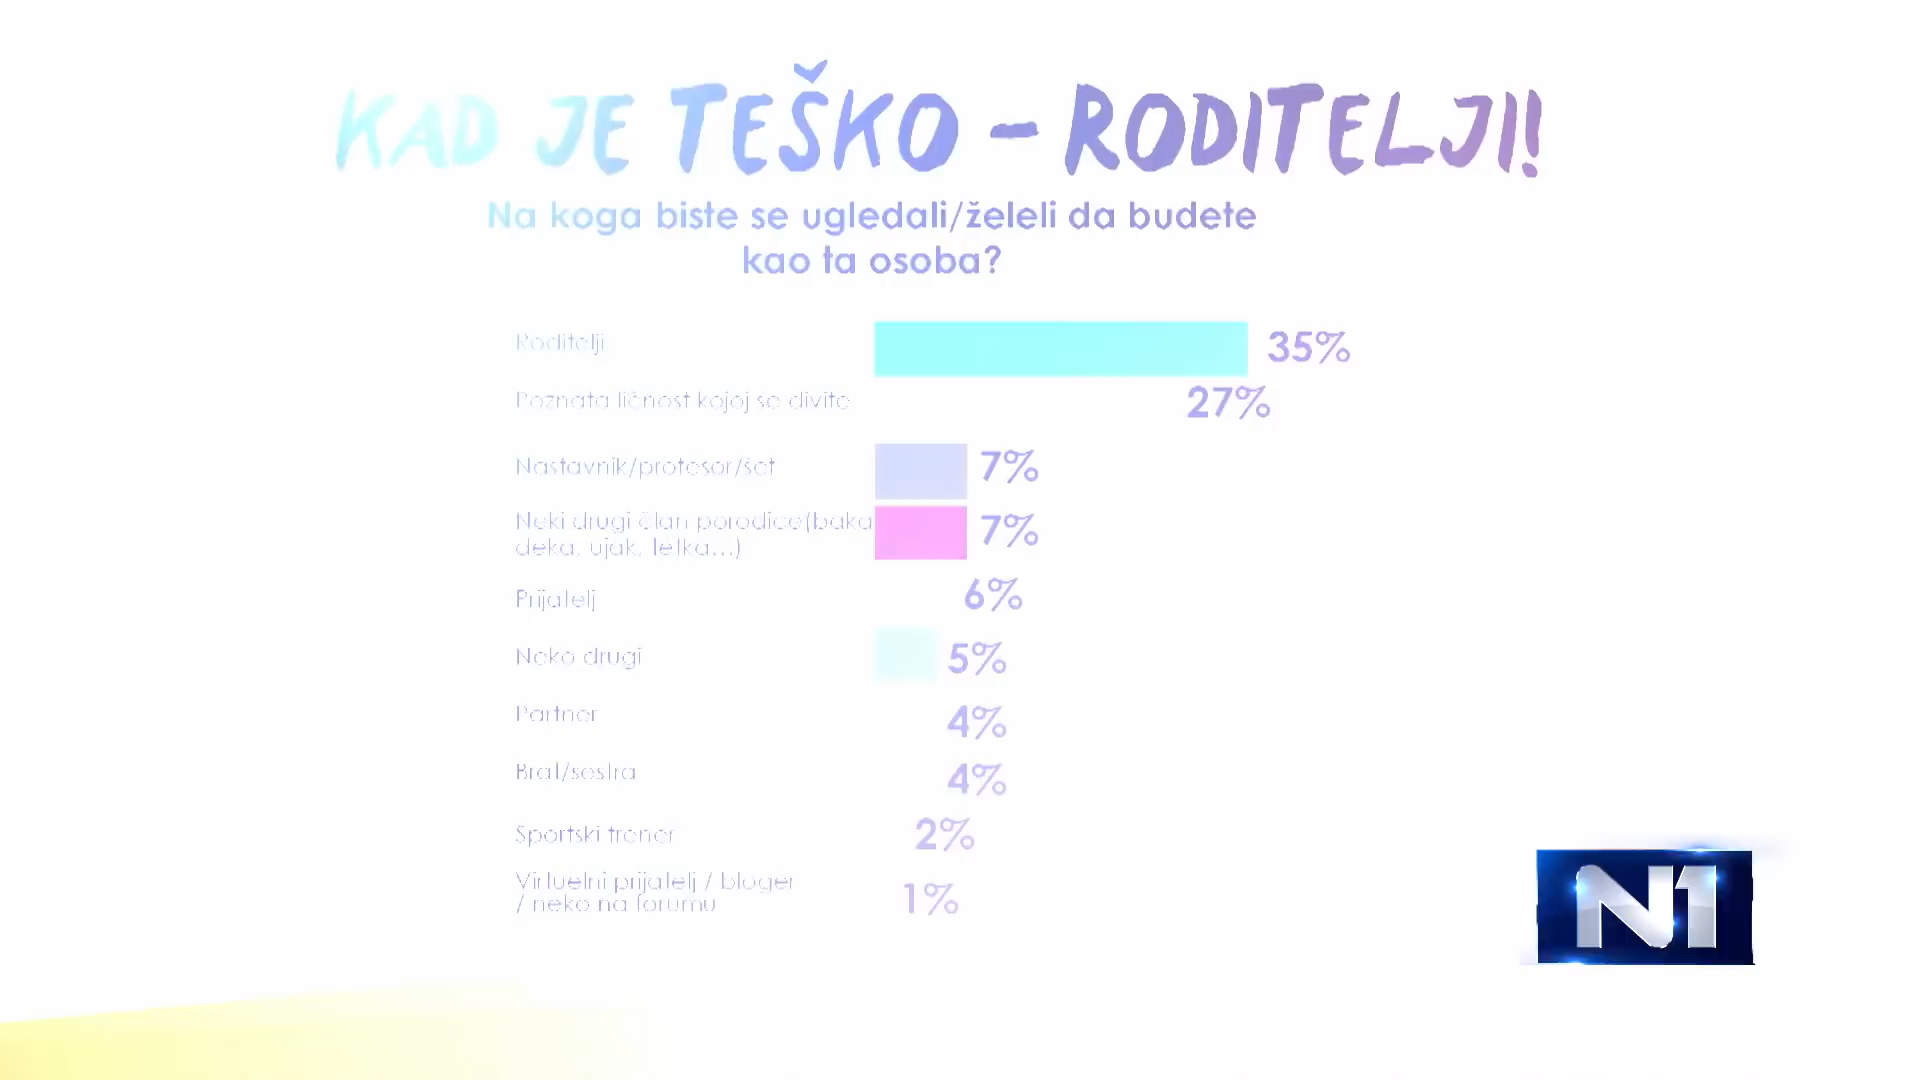 KAD JE TEŠKO - RODITELJI!
Na koga biste se ugledali/želeli da budete
kao ta osoba?
Roditelji 35%
Poznata ličnost kojoj se divite 27%
Nastavnik/profesor/šef 7%
Neki drugi član porodice(baka
deka, ujak, tetka...) 7%
Prijatelj 6%
Neko drugi 5%
Partner 4%
Brat/sestra 4%
Sportski trener 2%
Virtuelni prijatelj / bloger
/ neko na forumu 1%
N1